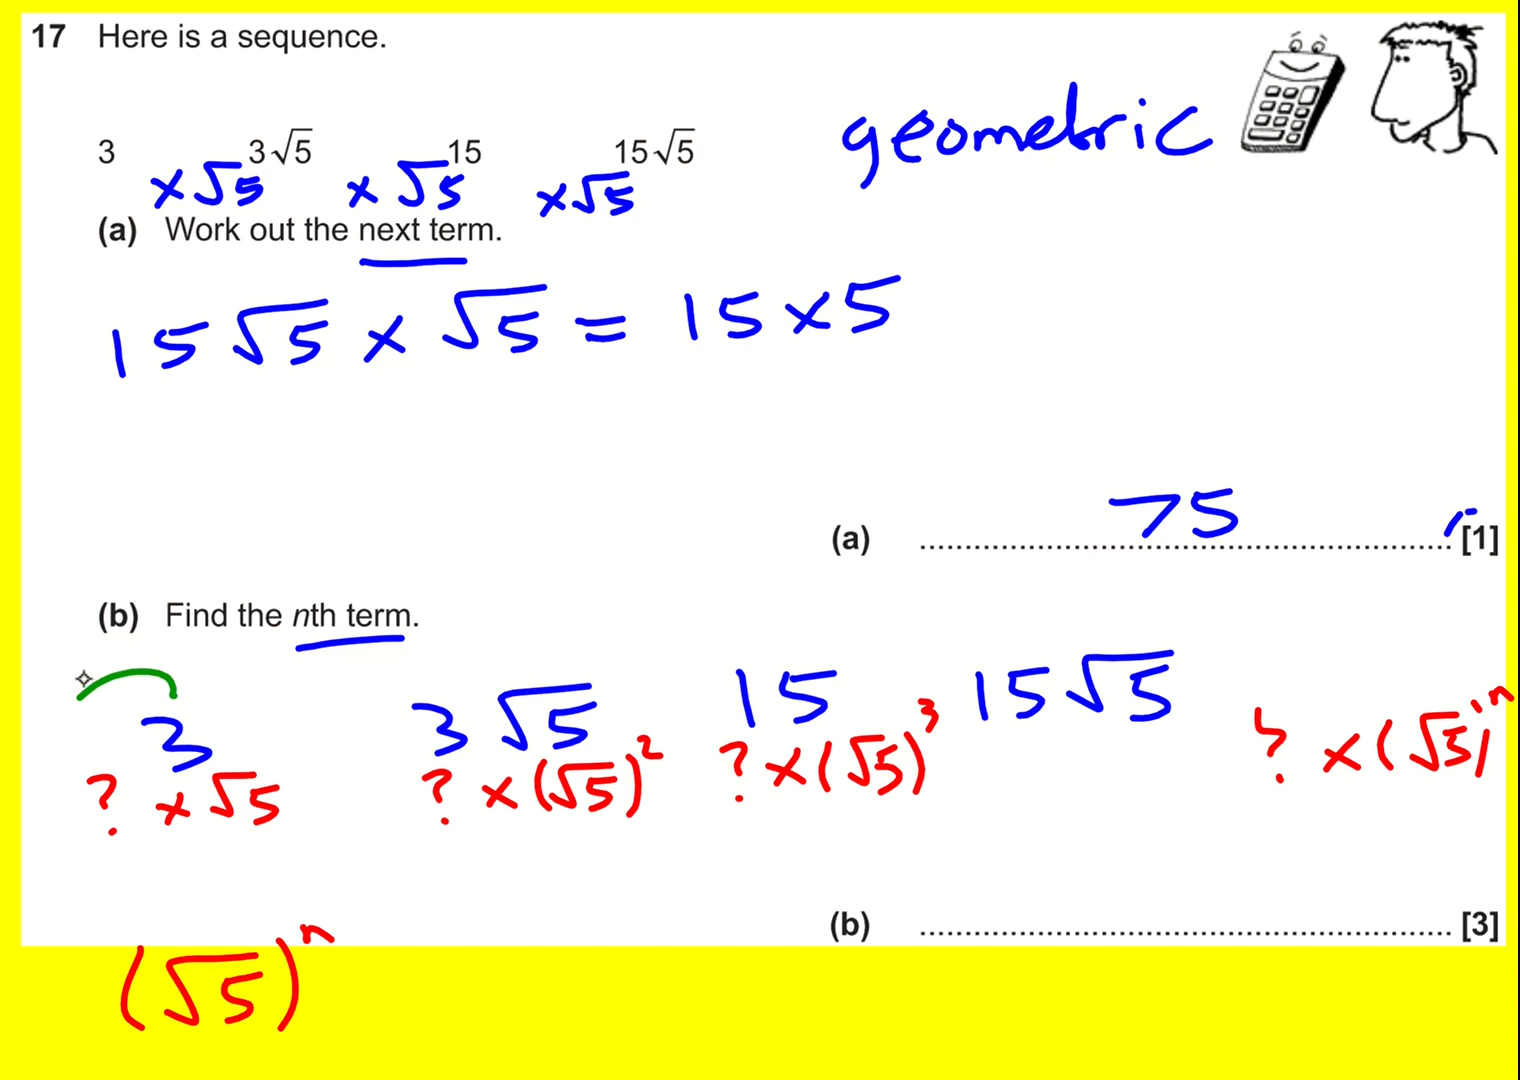 17 Here is a sequence.
geometric
3 3√5 15 15√5
×√5 ×√5 ×√5
(a) Work out the next term.
15√5 × √5 = 15 × 5
(a) 75 [1]
(b) Find the nth term.
3 3√5 15 15√5
? ×√5 ? ×(√5)² ? ×(√5)³ ? ×(√5)ⁿ
(b) [3]
(√5)ⁿ